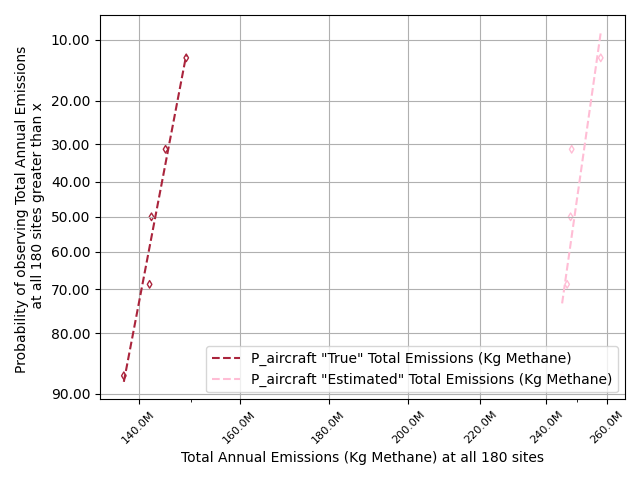 10.00
20.00
30.00
40.00
50.00
60.00
70.00
80.00
90.00
Probability of observing Total Annual Emissions
at all 180 sites greater than x
P_aircraft "True" Total Emissions (Kg Methane)
P_aircraft "Estimated" Total Emissions (Kg Methane)
140.0M
160.0M
180.0M
200.0M
220.0M
240.0M
260.0M
Total Annual Emissions (Kg Methane) at all 180 sites